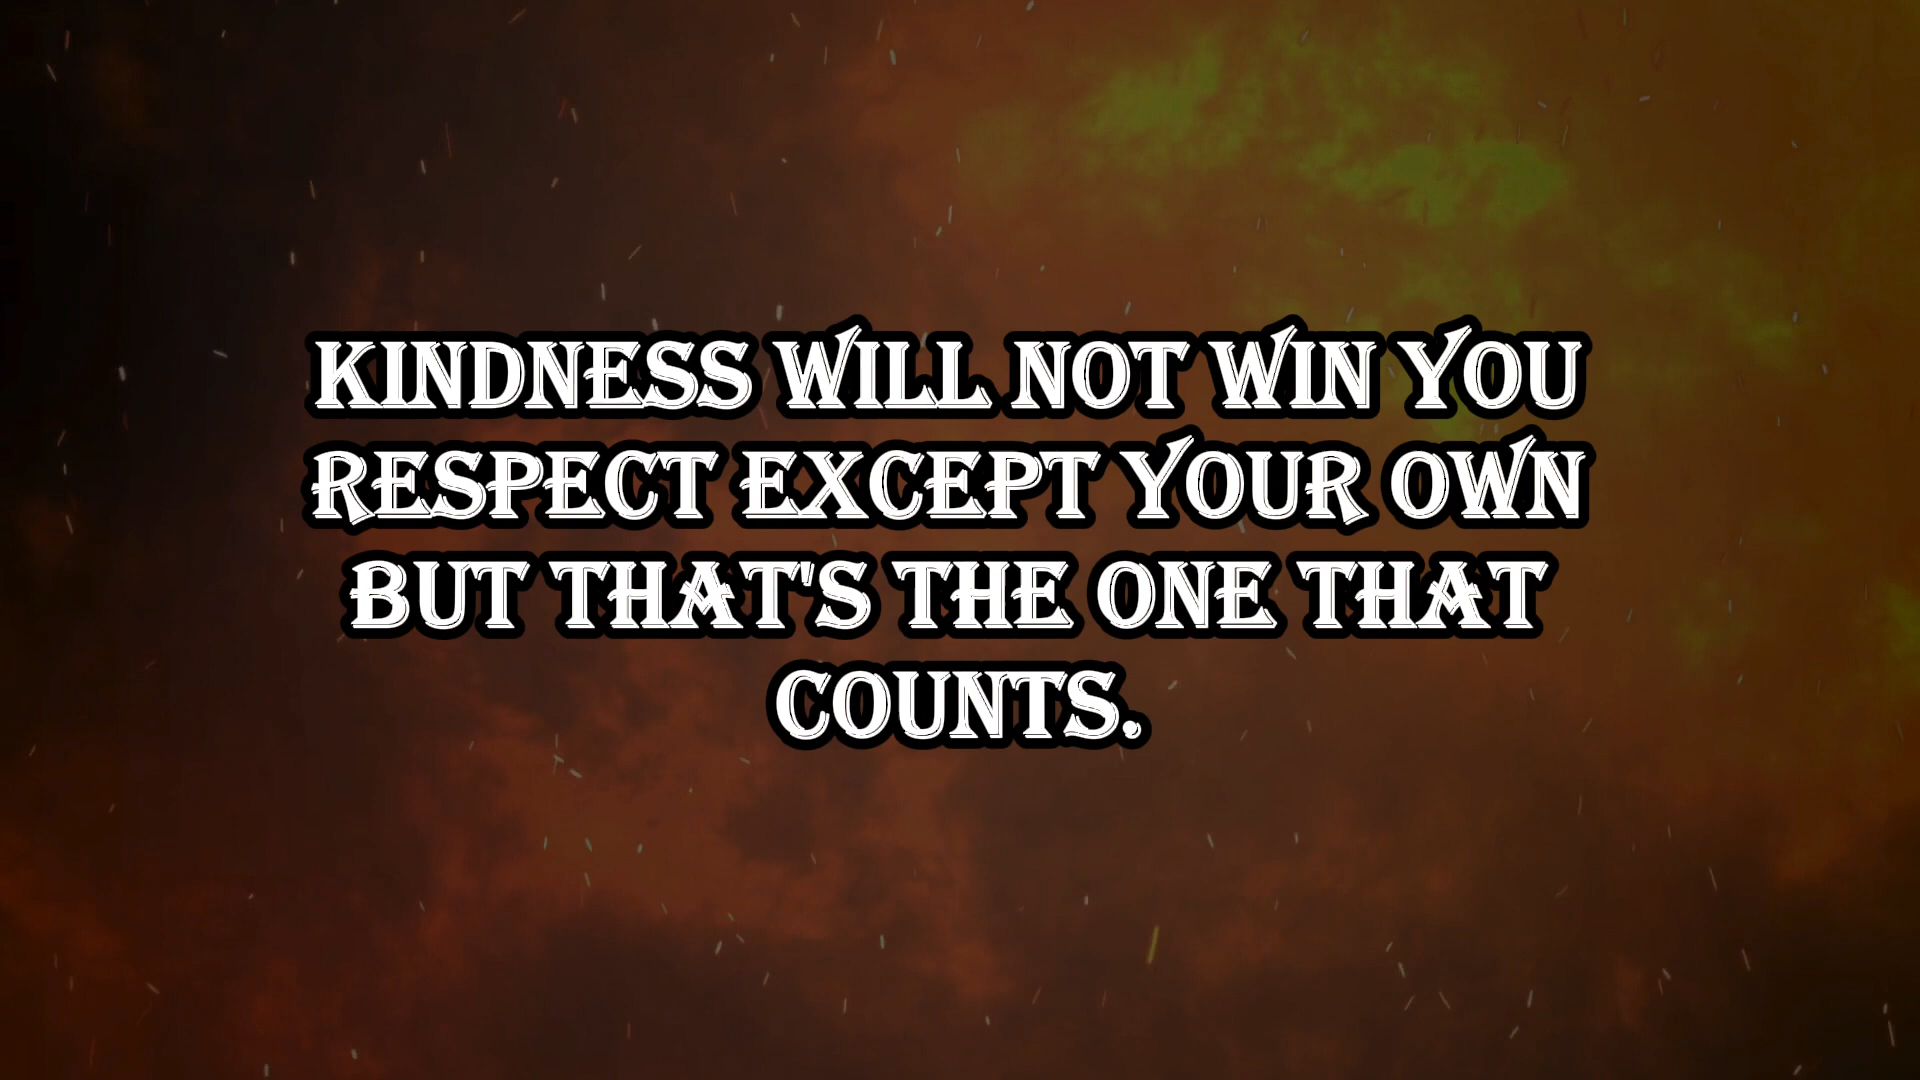 KINDNESS WILL NOT WIN YOU
RESPECT EXCEPT YOUR OWN
BUT THAT'S THE ONE THAT
COUNTS.